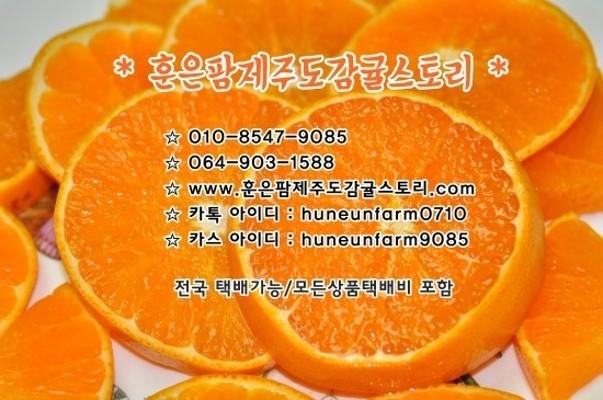 * 훈은팜제주도감귤스토리 *
☆ 010-8547-9085
☆ 064-903-1588
☆ www.훈은팜제주도감귤스토리.com
☆ 카톡 아이디 : huneunfarm0710
☆ 카스 아이디 : huneunfarm9085
전국 택배가능/모든상품택배비 포함